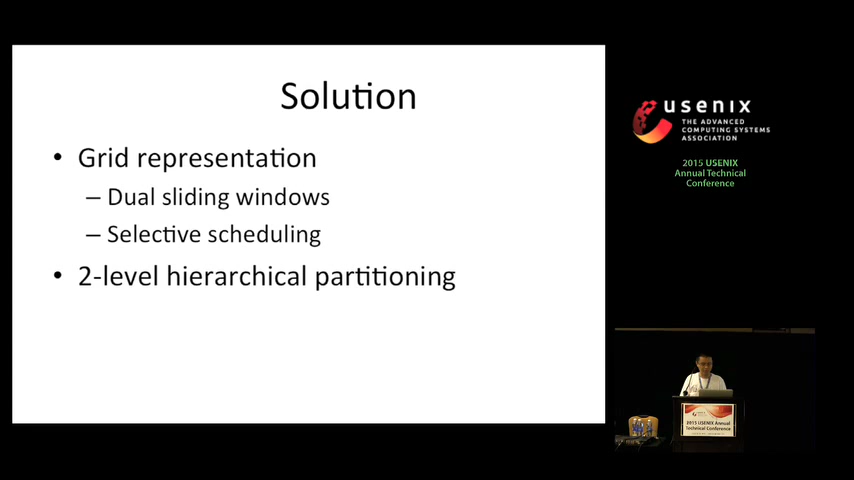 Solution
• Grid representation
– Dual sliding windows
– Selective scheduling
• 2-level hierarchical partitioning
usenix
THE ADVANCED
COMPUTING SYSTEMS
ASSOCIATION
2015 USENIX
Annual Technical
Conference
2015 USENIX Annual
Technical Conference